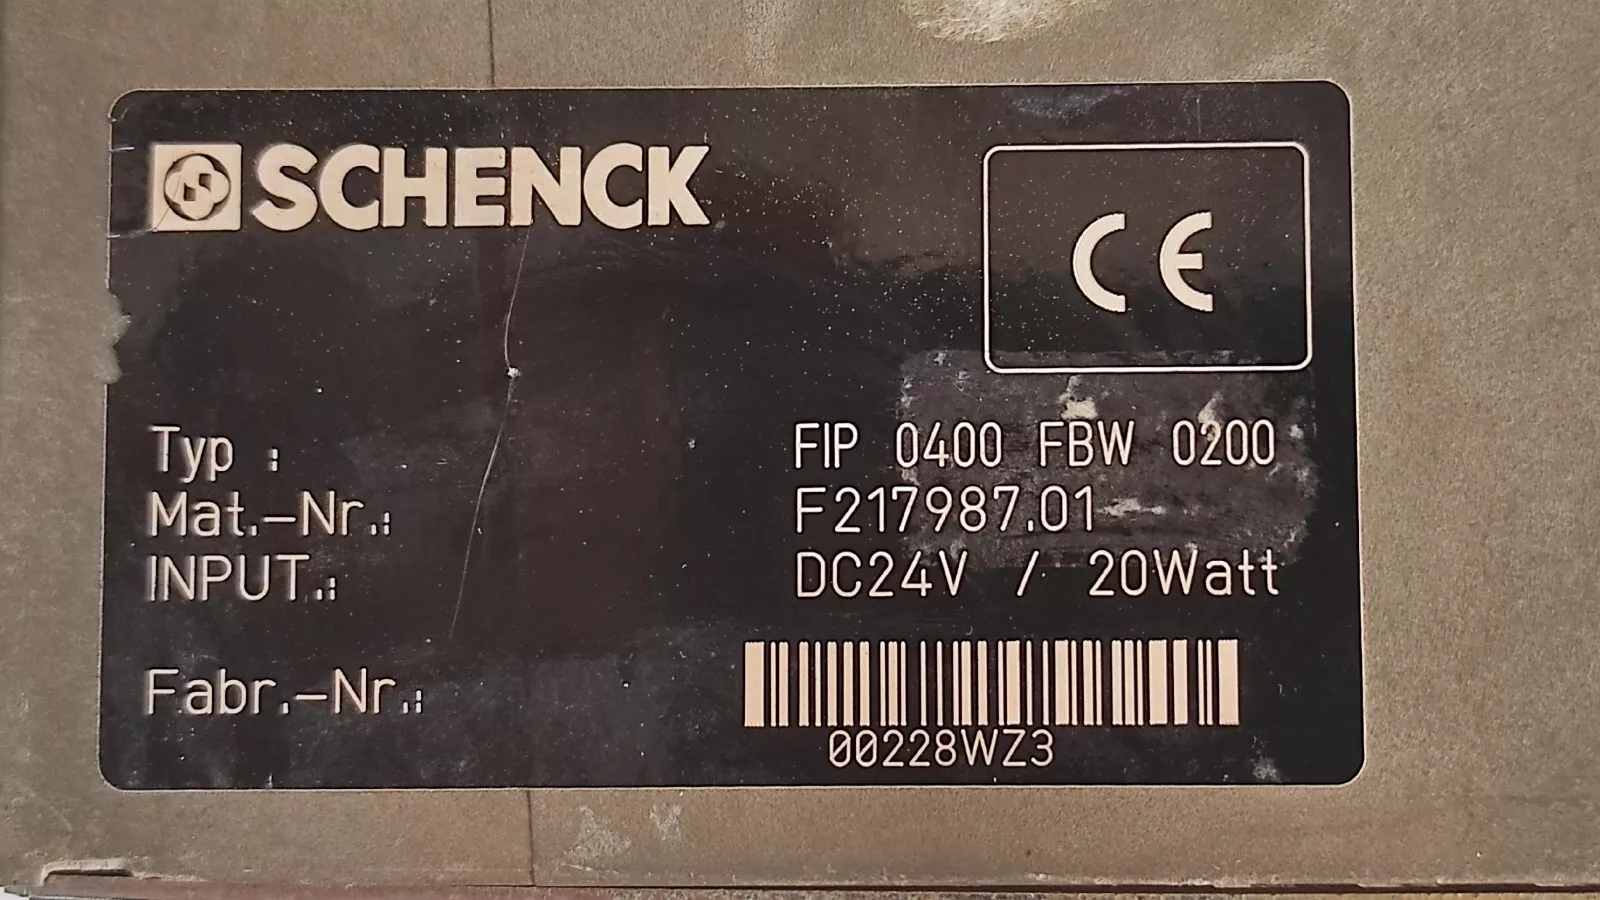 SCHENCK
CE
Typ : FIP 0400 FBW 0200
Mat.-Nr.: F217987.01
INPUT.: DC24V / 20Watt
Fabr.-Nr.:
00228WZ3